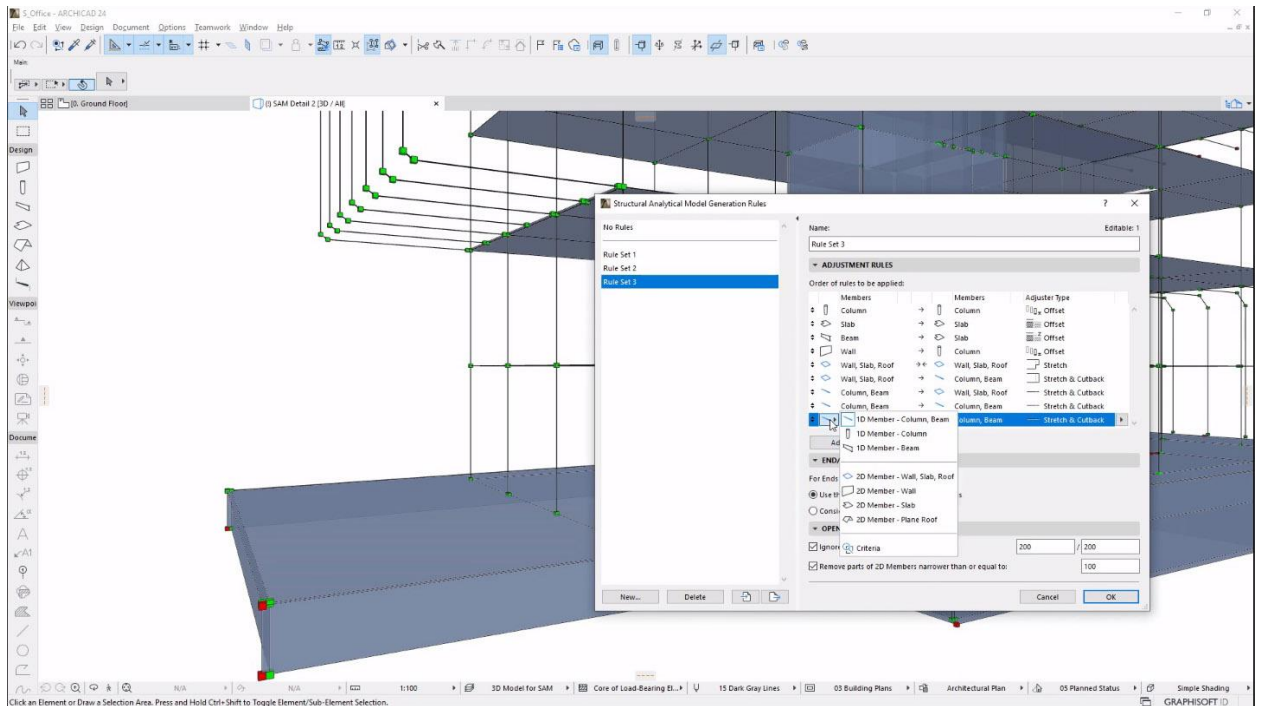 S_Office - ARCHICAD 24
File Edit View Design Document Options Teamwork Window Help
Main:
[0. Ground Floor]
(!) SAM Detail 2 [3D / All]
Design
Viewpoi
Docume
Structural Analytical Model Generation Rules
? X
No Rules
Rule Set 1
Rule Set 2
Rule Set 3
New...
Delete
Name:
Editable: 1
Rule Set 3
ADJUSTMENT RULES
Order of rules to be applied:
Members Members Adjuster Type
Column Column Offset
Slab Slab Offset
Beam Slab Offset
Wall Column Offset
Wall, Slab, Roof Wall, Slab, Roof Stretch
Wall, Slab, Roof Column, Beam Stretch & Cutback
Column, Beam Wall, Slab, Roof Stretch & Cutback
Column, Beam Column, Beam Stretch & Cutback
olumn, Beam Stretch & Cutback
1D Member - Column, Beam
1D Member - Column
1D Member - Beam
2D Member - Wall, Slab, Roof
2D Member - Wall
2D Member - Slab
2D Member - Plane Roof
Criteria
Ad
END/
For Ends
Use th
s
Consi
OPEN
Ignore
200 / 200
Remove parts of 2D Members narrower than or equal to:
100
Cancel
OK
N/A
N/A
1:100
3D Model for SAM
Core of Load-Bearing El...
15 Dark Gray Lines
03 Building Plans
Architectural Plan
05 Planned Status
Simple Shading
Click an Element or Draw a Selection Area. Press and Hold Ctrl+Shift to Toggle Element/Sub-Element Selection.
GRAPHISOFT ID